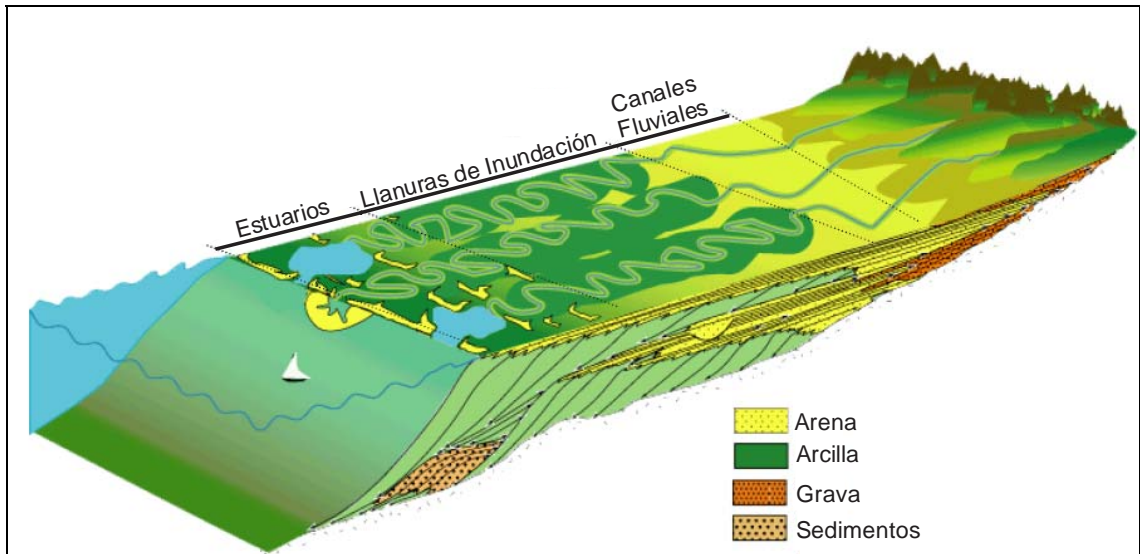 Canales
Fluviales
Llanuras de Inundación
Estuarios
Arena
Arcilla
Grava
Sedimentos